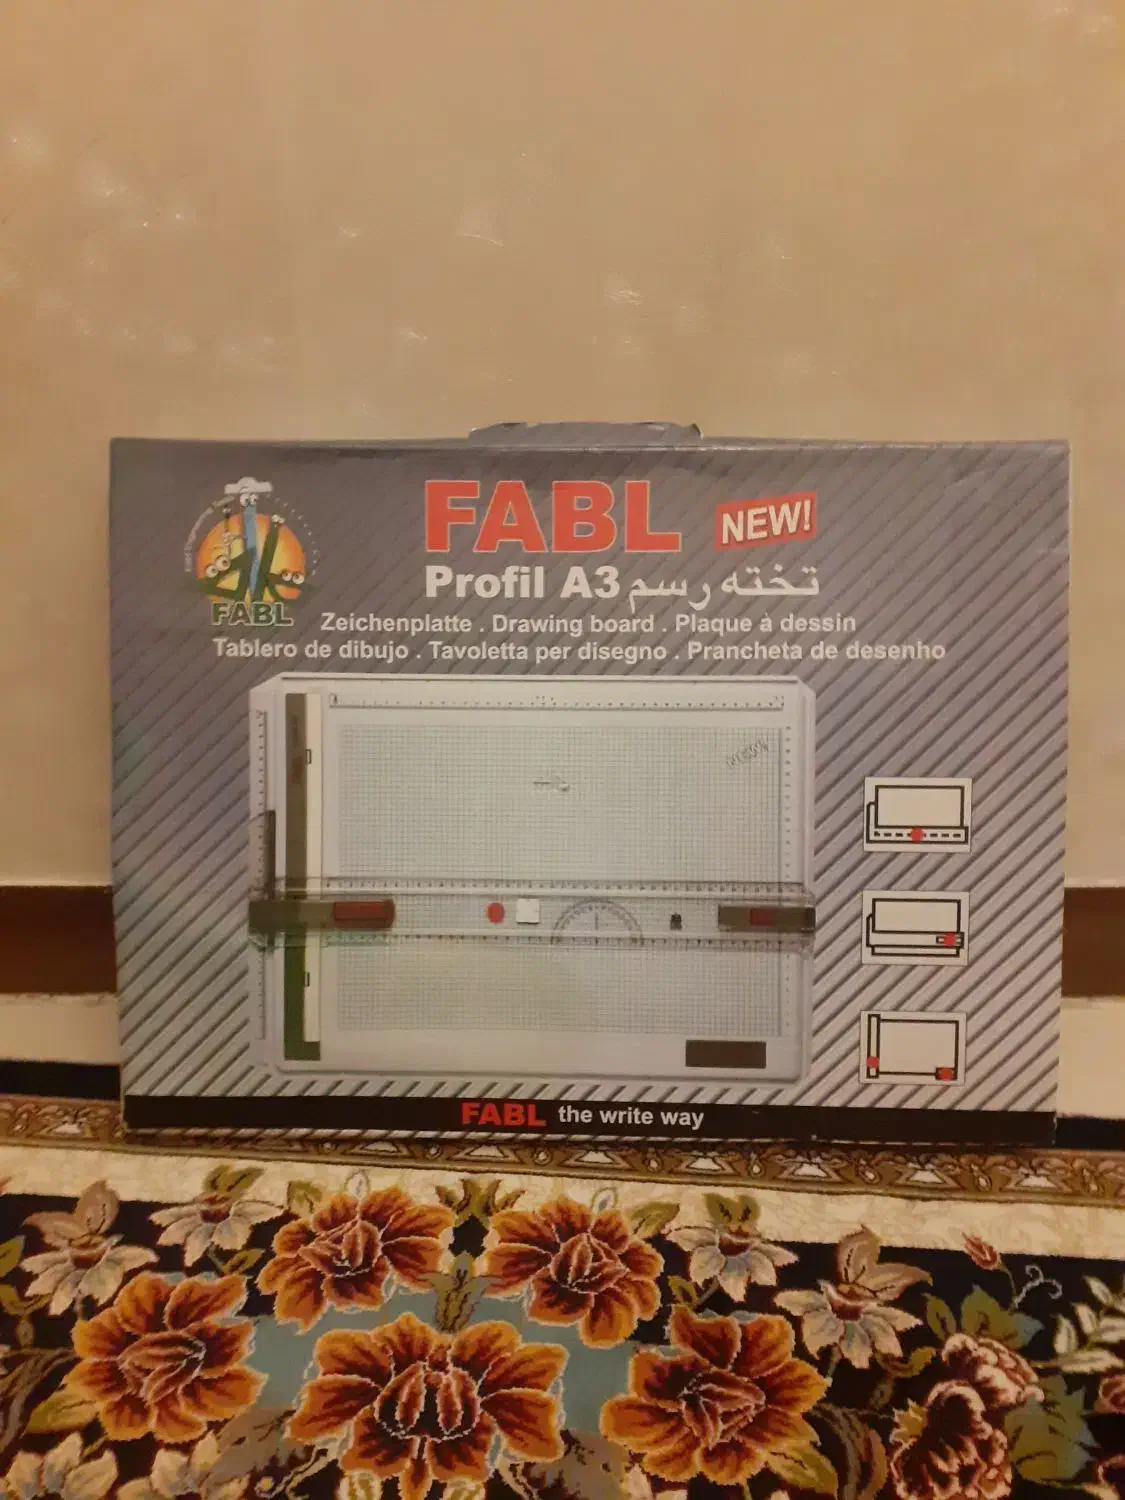 FABL NEW!
Profil A3 تخته رسم
FABL
Zeichenplatte . Drawing board . Plaque à dessin
Tablero de dibujo . Tavoletta per disegno . Prancheta de desenho
FABL the write way